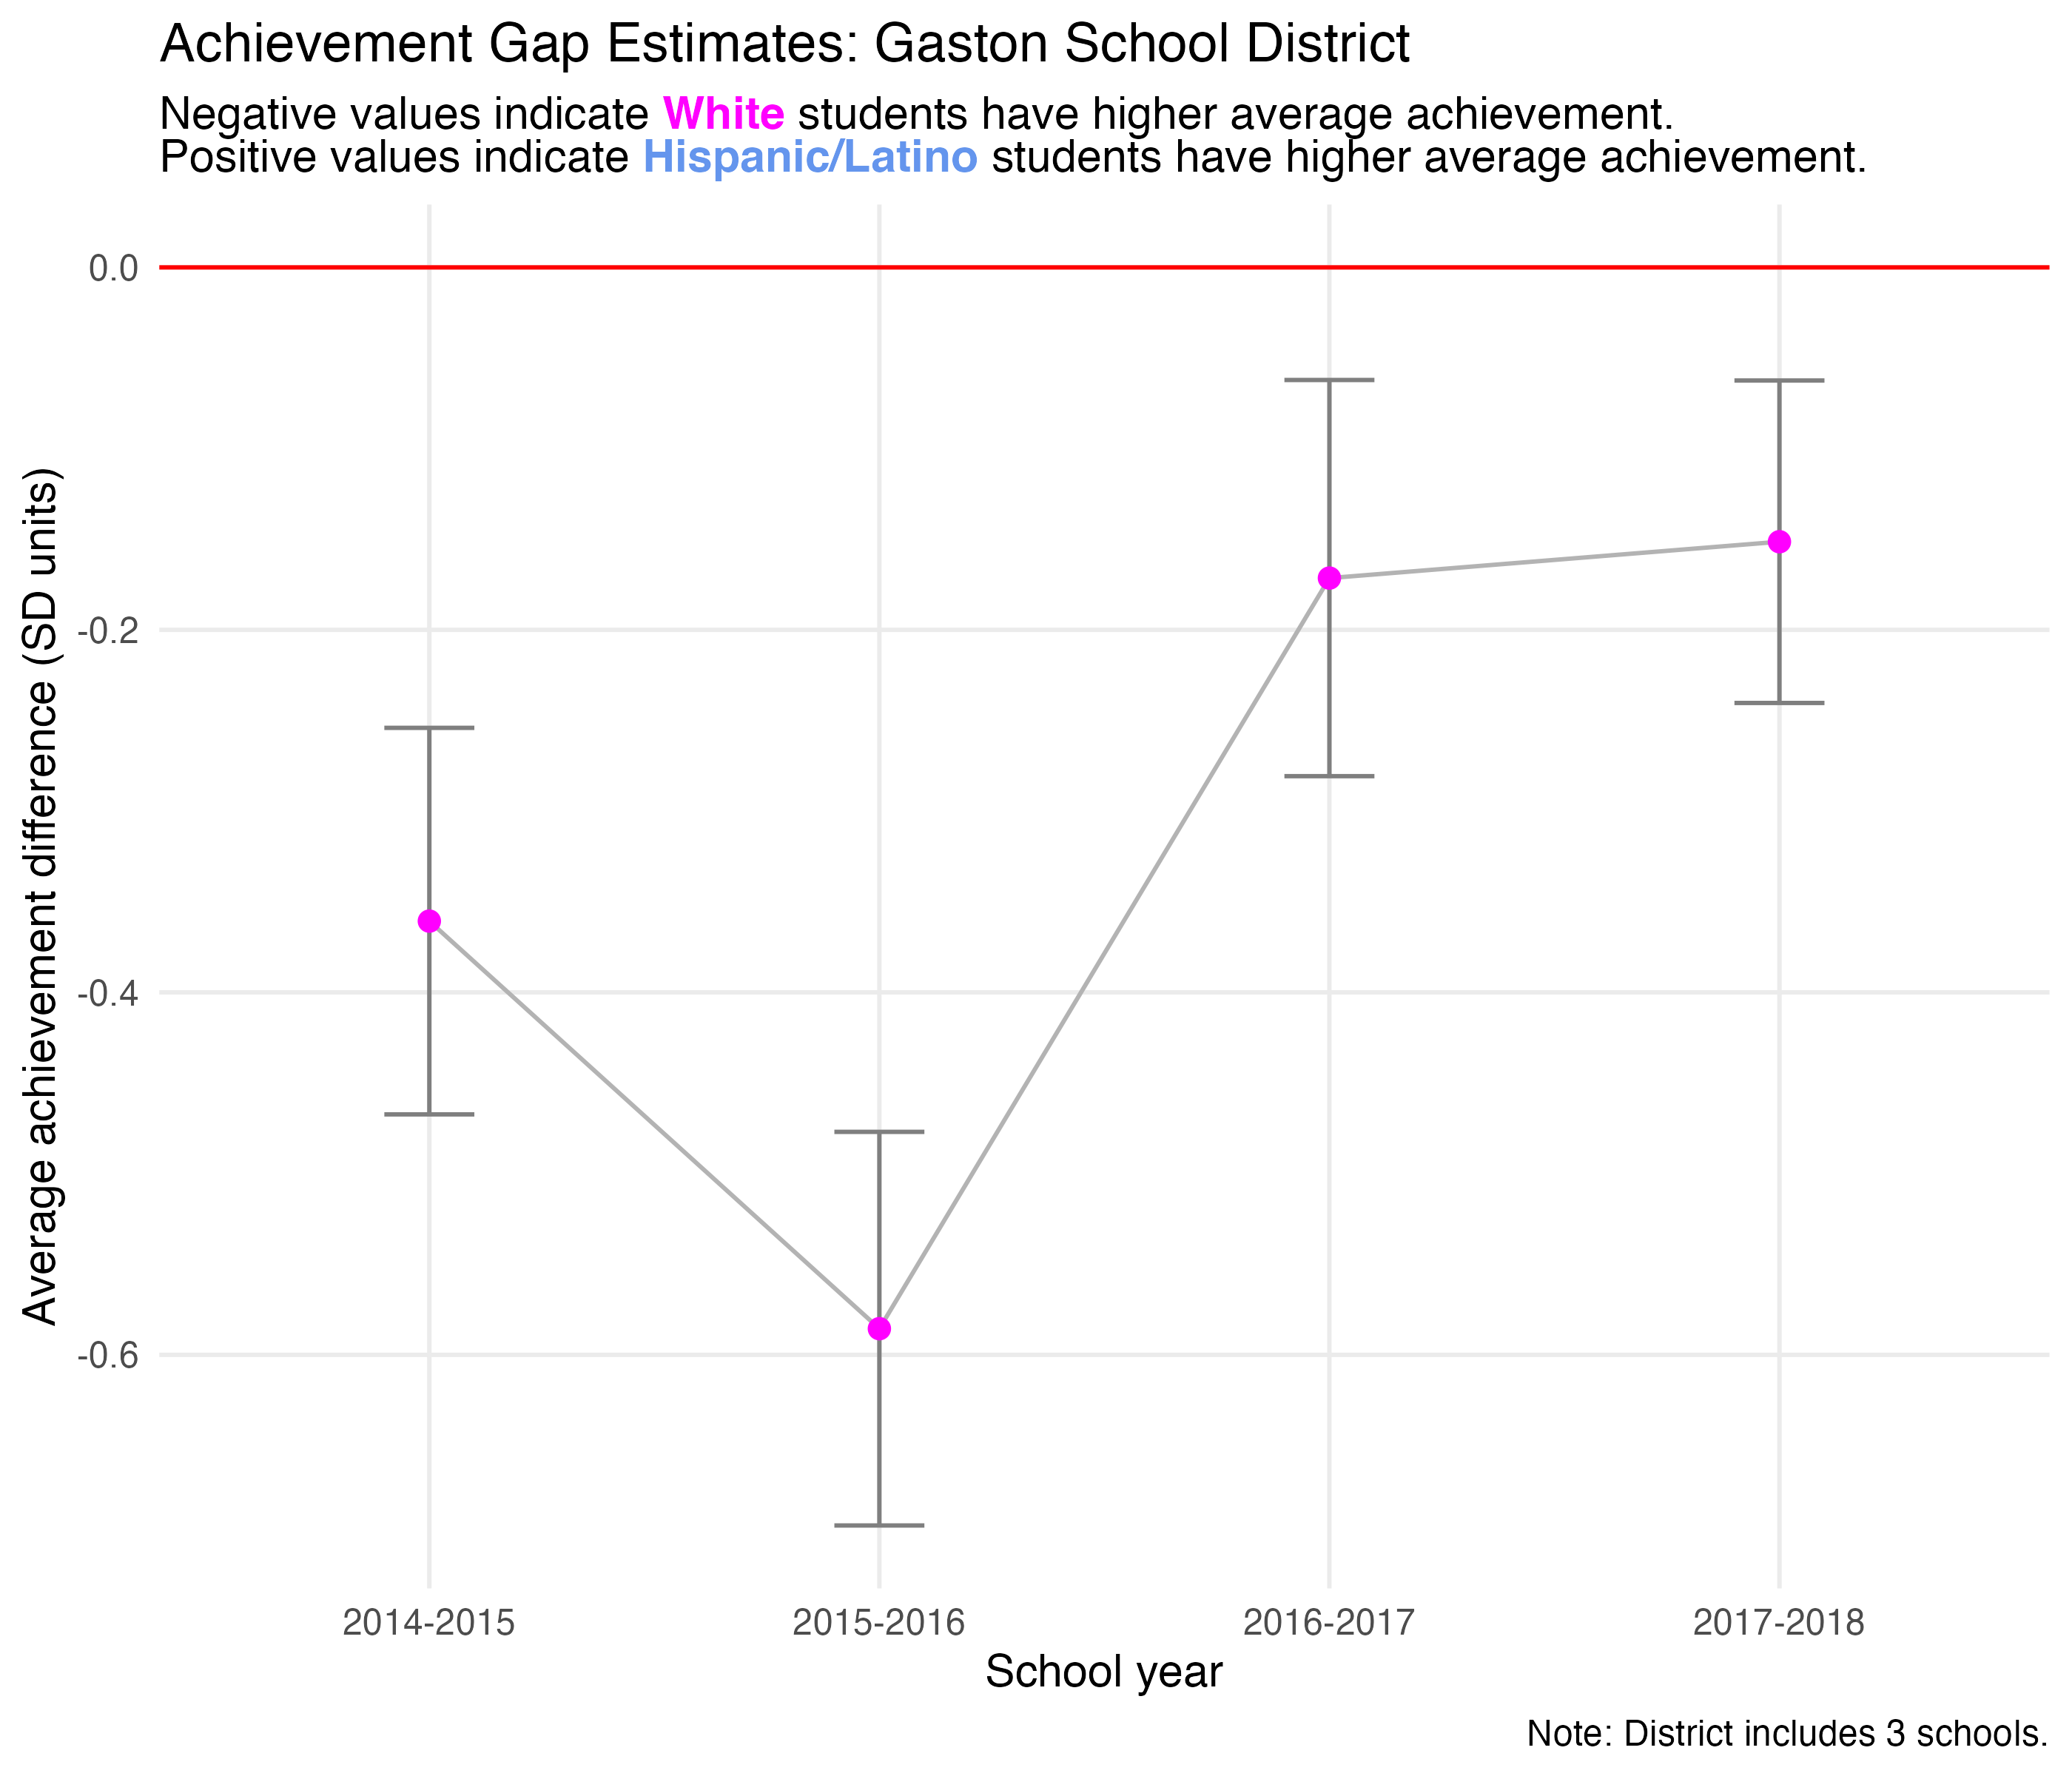 Achievement Gap Estimates: Gaston School District
Negative values indicate White students have higher average achievement.
Positive values indicate Hispanic/Latino students have higher average achievement.
Average achievement difference (SD units)
0.0
-0.2
-0.4
-0.6
2014-2015 2015-2016 2016-2017 2017-2018
School year
Note: District includes 3 schools.